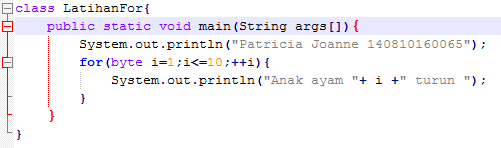 class LatihanFor{
    public static void main(String args[]){
        System.out.println("Patricia Joanne 140810160065");
        for(byte i=1;i<=10;++i){
            System.out.println("Anak ayam "+ i +" turun ");
        }
    }
}